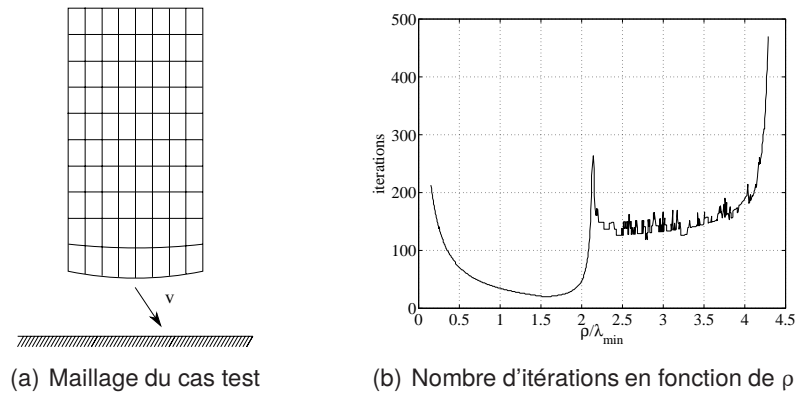 500
400
300
200
100
0
iterations
0 0.5 1 1.5 2 2.5 3 3.5 4 4.5
ρ/λmin
v
(a) Maillage du cas test
(b) Nombre d'itérations en fonction de ρ